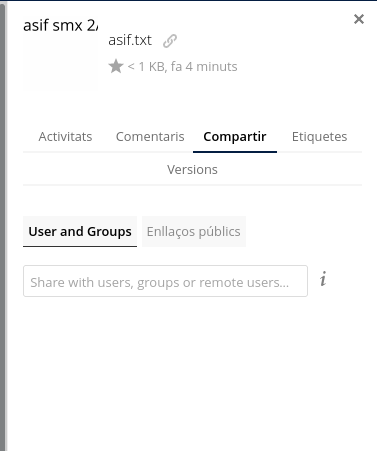 asif smx 2
asif.txt
< 1 KB, fa 4 minuts
Activitats Comentaris Compartir Etiquetes
Versions
User and Groups Enllaços públics
Share with users, groups or remote users...
i